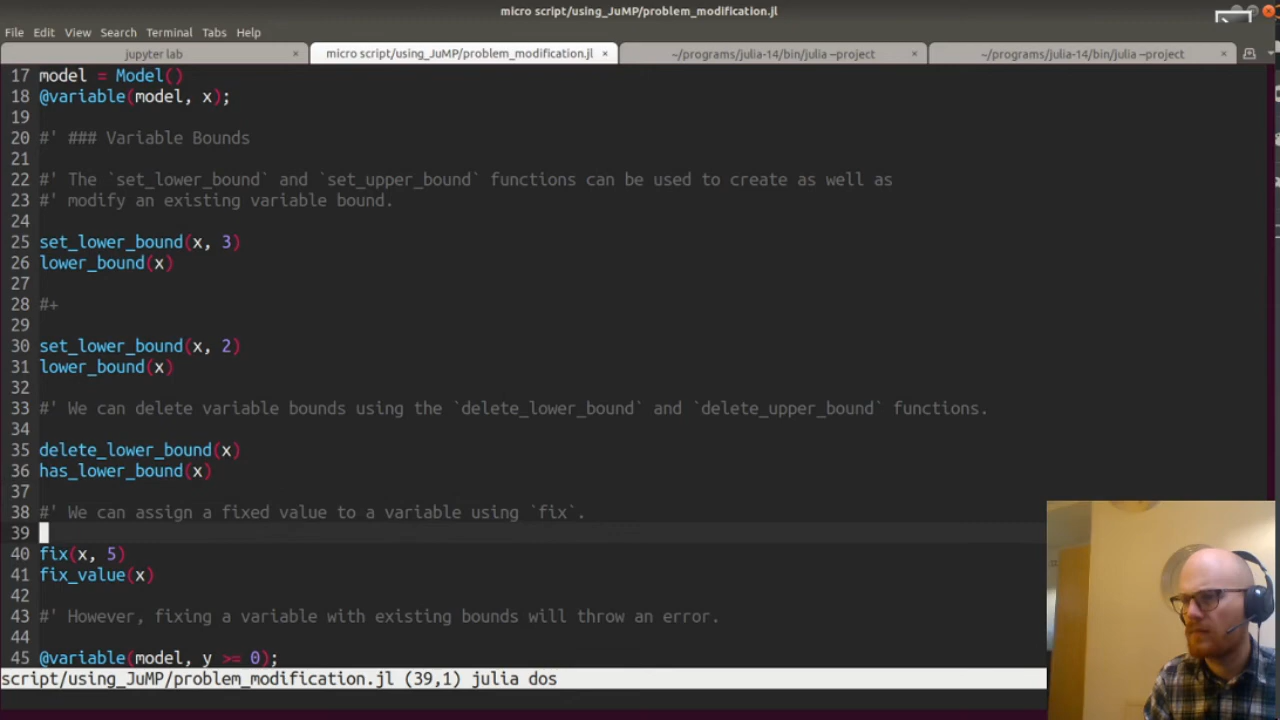 micro script/using_JuMP/problem_modification.jl
File Edit View Search Terminal Tabs Help
jupyter lab × micro script/using_JuMP/problem_modification.jl × ~/programs/julia-14/bin/julia --project × ~/programs/julia-14/bin/julia --project ×
17 model = Model()
18 @variable(model, x);
19
20 #' ### Variable Bounds
21
22 #' The `set_lower_bound` and `set_upper_bound` functions can be used to create as well as
23 #' modify an existing variable bound.
24
25 set_lower_bound(x, 3)
26 lower_bound(x)
27
28 #+
29
30 set_lower_bound(x, 2)
31 lower_bound(x)
32
33 #' We can delete variable bounds using the `delete_lower_bound` and `delete_upper_bound` functions.
34
35 delete_lower_bound(x)
36 has_lower_bound(x)
37
38 #' We can assign a fixed value to a variable using `fix`.
39
40 fix(x, 5)
41 fix_value(x)
42
43 #' However, fixing a variable with existing bounds will throw an error.
44
45 @variable(model, y >= 0);
script/using_JuMP/problem_modification.jl (39,1) julia dos